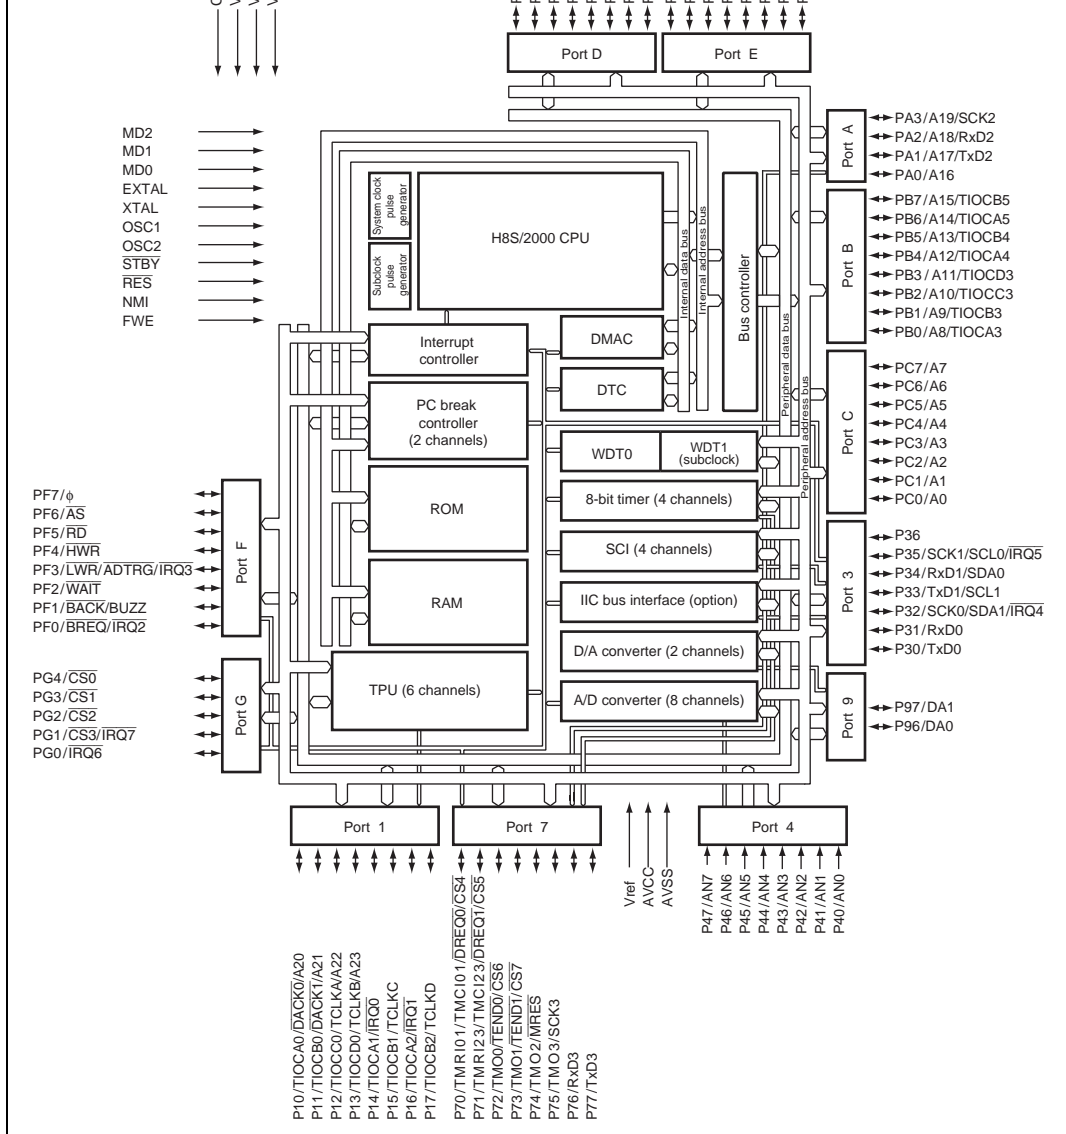 Port D
Port E
MD2
MD1
MD0
EXTAL
XTAL
OSC1
OSC2
STBY
RES
NMI
FWE
System clock
pulse
generator
Subclock
pulse
generator
H8S/2000 CPU
Internal data bus
Internal address bus
Bus controller
Peripheral data bus
Peripheral address bus
Interrupt
controller
DMAC
DTC
PC break
controller
(2 channels)
WDT0
WDT1
(subclock)
ROM
8-bit timer (4 channels)
SCI (4 channels)
RAM
IIC bus interface (option)
D/A converter (2 channels)
TPU (6 channels)
A/D converter (8 channels)
Port A
PA3/A19/SCK2
PA2/A18/RxD2
PA1/A17/TxD2
PA0/A16
Port B
PB7/A15/TIOCB5
PB6/A14/TIOCA5
PB5/A13/TIOCB4
PB4/A12/TIOCA4
PB3/A11/TIOCD3
PB2/A10/TIOCC3
PB1/A9/TIOCB3
PB0/A8/TIOCA3
Port C
PC7/A7
PC6/A6
PC5/A5
PC4/A4
PC3/A3
PC2/A2
PC1/A1
PC0/A0
Port 3
P36
P35/SCK1/SCL0/IRQ5
P34/RxD1/SDA0
P33/TxD1/SCL1
P32/SCK0/SDA1/IRQ4
P31/RxD0
P30/TxD0
Port 9
P97/DA1
P96/DA0
PF7/ϕ
PF6/AS
PF5/RD
PF4/HWR
PF3/LWR/ADTRG/IRQ3
PF2/WAIT
PF1/BACK/BUZZ
PF0/BREQ/IRQ2
Port F
PG4/CS0
PG3/CS1
PG2/CS2
PG1/CS3/IRQ7
PG0/IRQ6
Port G
Port 1
Port 7
Port 4
P10/TIOCA0/DACK0/A20
P11/TIOCB0/DACK1/A21
P12/TIOCC0/TCLKA/A22
P13/TIOCD0/TCLKB/A23
P14/TIOCA1/IRQ0
P15/TIOCB1/TCLKC
P16/TIOCA2/IRQ1
P17/TIOCB2/TCLKD
P70/TMRI01/TMCI01/DREQ0/CS4
P71/TMRI23/TMCI23/DREQ1/CS5
P72/TMO0/TEND0/CS6
P73/TMO1/TEND1/CS7
P74/TMO2/MRES
P75/TMO3/SCK3
P76/RxD3
P77/TxD3
Vref
AVCC
AVSS
P47/AN7
P46/AN6
P45/AN5
P44/AN4
P43/AN3
P42/AN2
P41/AN1
P40/AN0